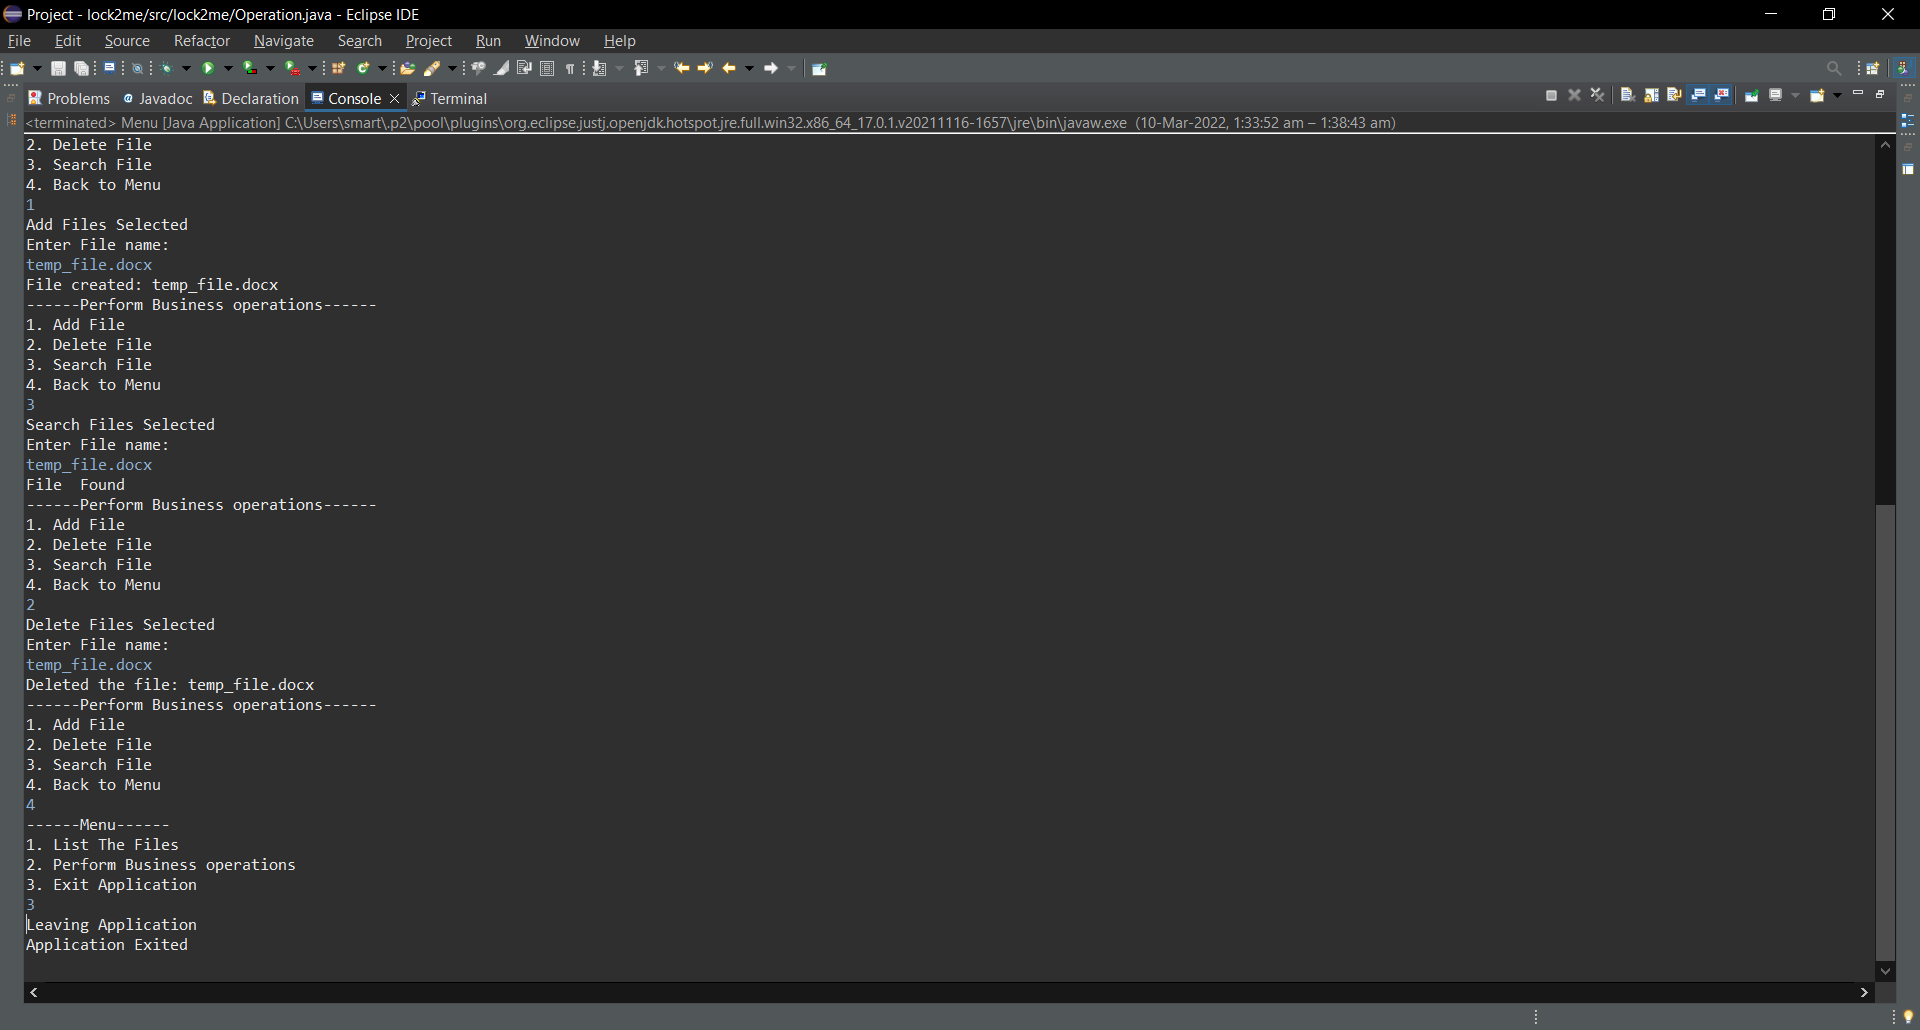 Project - lock2me/src/lock2me/Operation.java - Eclipse IDE
File Edit Source Refactor Navigate Search Project Run Window Help
Problems Javadoc Declaration Console Terminal
<terminated> Menu [Java Application] C:\Users\smart\.p2\pool\plugins\org.eclipse.justj.openjdk.hotspot.jre.full.win32.x86_64_17.0.1.v20211116-1657\jre\bin\javaw.exe (10-Mar-2022, 1:33:52 am – 1:38:43 am)
2. Delete File
3. Search File
4. Back to Menu
1
Add Files Selected
Enter File name:
temp_file.docx
File created: temp_file.docx
------Perform Business operations------
1. Add File
2. Delete File
3. Search File
4. Back to Menu
3
Search Files Selected
Enter File name:
temp_file.docx
File  Found
------Perform Business operations------
1. Add File
2. Delete File
3. Search File
4. Back to Menu
2
Delete Files Selected
Enter File name:
temp_file.docx
Deleted the file: temp_file.docx
------Perform Business operations------
1. Add File
2. Delete File
3. Search File
4. Back to Menu
4
------Menu------
1. List The Files
2. Perform Business operations
3. Exit Application
3
Leaving Application
Application Exited